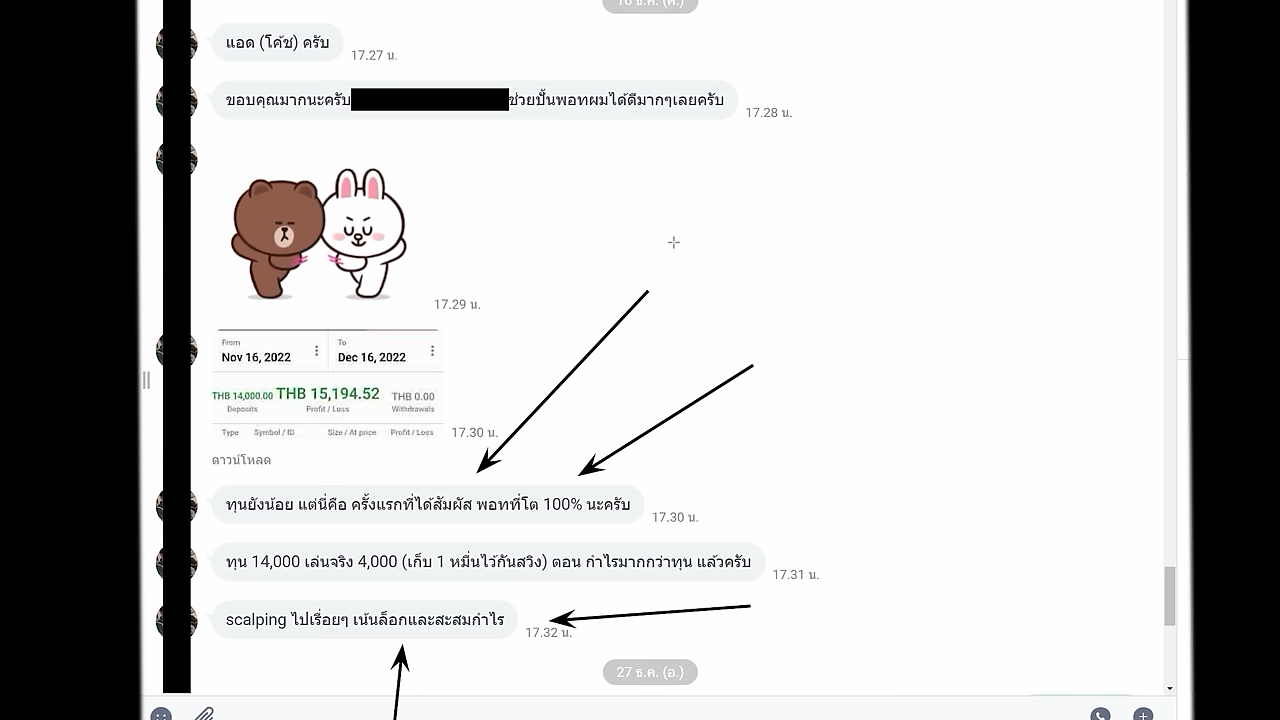 แอด (โค้ช) ครับ
17.27 น.
ขอบคุณมากนะครับ ช่วยปั้นพอทผมได้ดีมากๆเลยครับ
17.28 น.
17.29 น.
From To
Nov 16, 2022 Dec 16, 2022
THB 14,000.00 THB 15,194.52 THB 0.00
Deposits Profit / Loss Withdrawals
Type Symbol / ID Size / At price Profit / Loss
17.30 น.
ดาวน์โหลด
ทุนยังน้อย แต่นี่คือ ครั้งแรกที่ได้สัมผัส พอทที่โต 100% นะครับ
17.30 น.
ทุน 14,000 เล่นจริง 4,000 (เก็บ 1 หมื่นไว้กันสวิง) ตอน กำไรมากกว่าทุน แล้วครับ
17.31 น.
scalping ไปเรื่อยๆ เน้นล็อกและสะสมกำไร
17.32 น.
27 ธ.ค. (อ.)